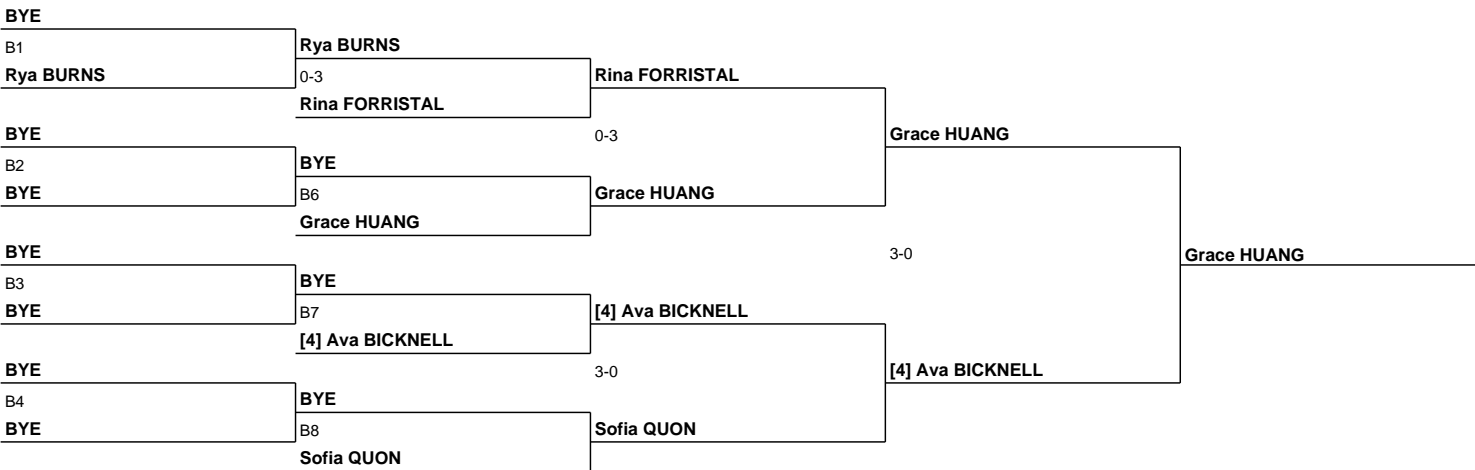 BYE
B1
Rya BURNS
Rya BURNS
0-3
Rina FORRISTAL
Rina FORRISTAL
BYE
B2
BYE
BYE
B6
Grace HUANG
0-3
Grace HUANG
Grace HUANG
BYE
B3
BYE
BYE
B7
[4] Ava BICKNELL
[4] Ava BICKNELL
3-0
Grace HUANG
BYE
B4
BYE
BYE
B8
Sofia QUON
3-0
Sofia QUON
[4] Ava BICKNELL